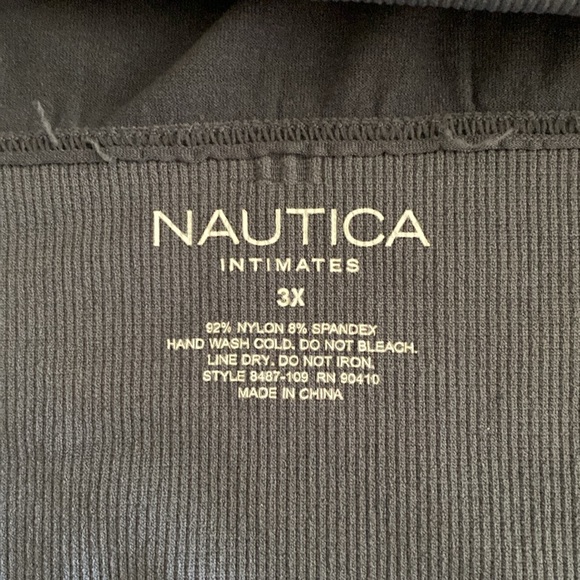 NAUTICA
INTIMATES
3X
92% NYLON 8% SPANDEX
HAND WASH COLD. DO NOT BLEACH.
LINE DRY. DO NOT IRON.
STYLE 8487-109 RN 90410
MADE IN CHINA